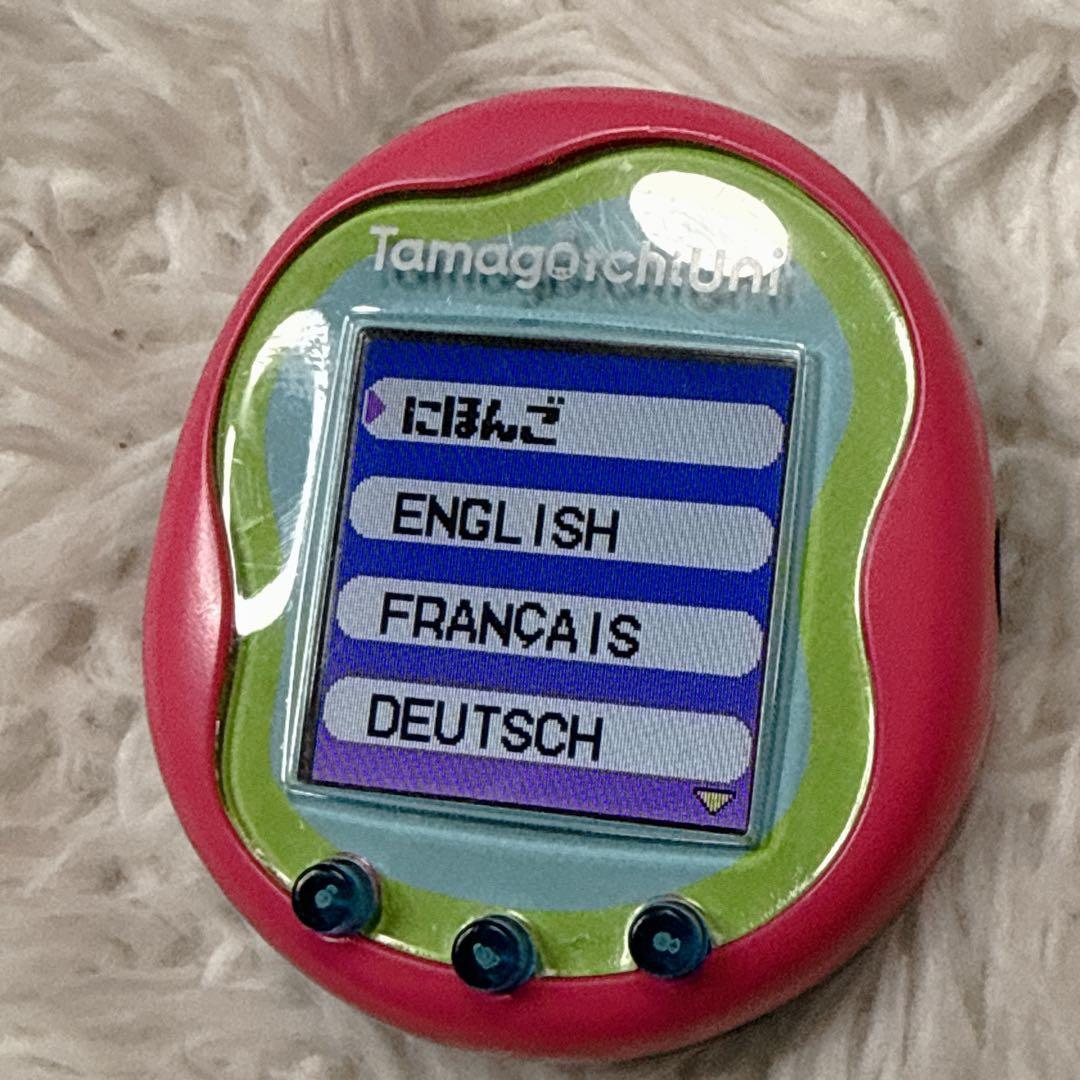 Tamagotchi Uni
にほんご
ENGLISH
FRANÇAIS
DEUTSCH